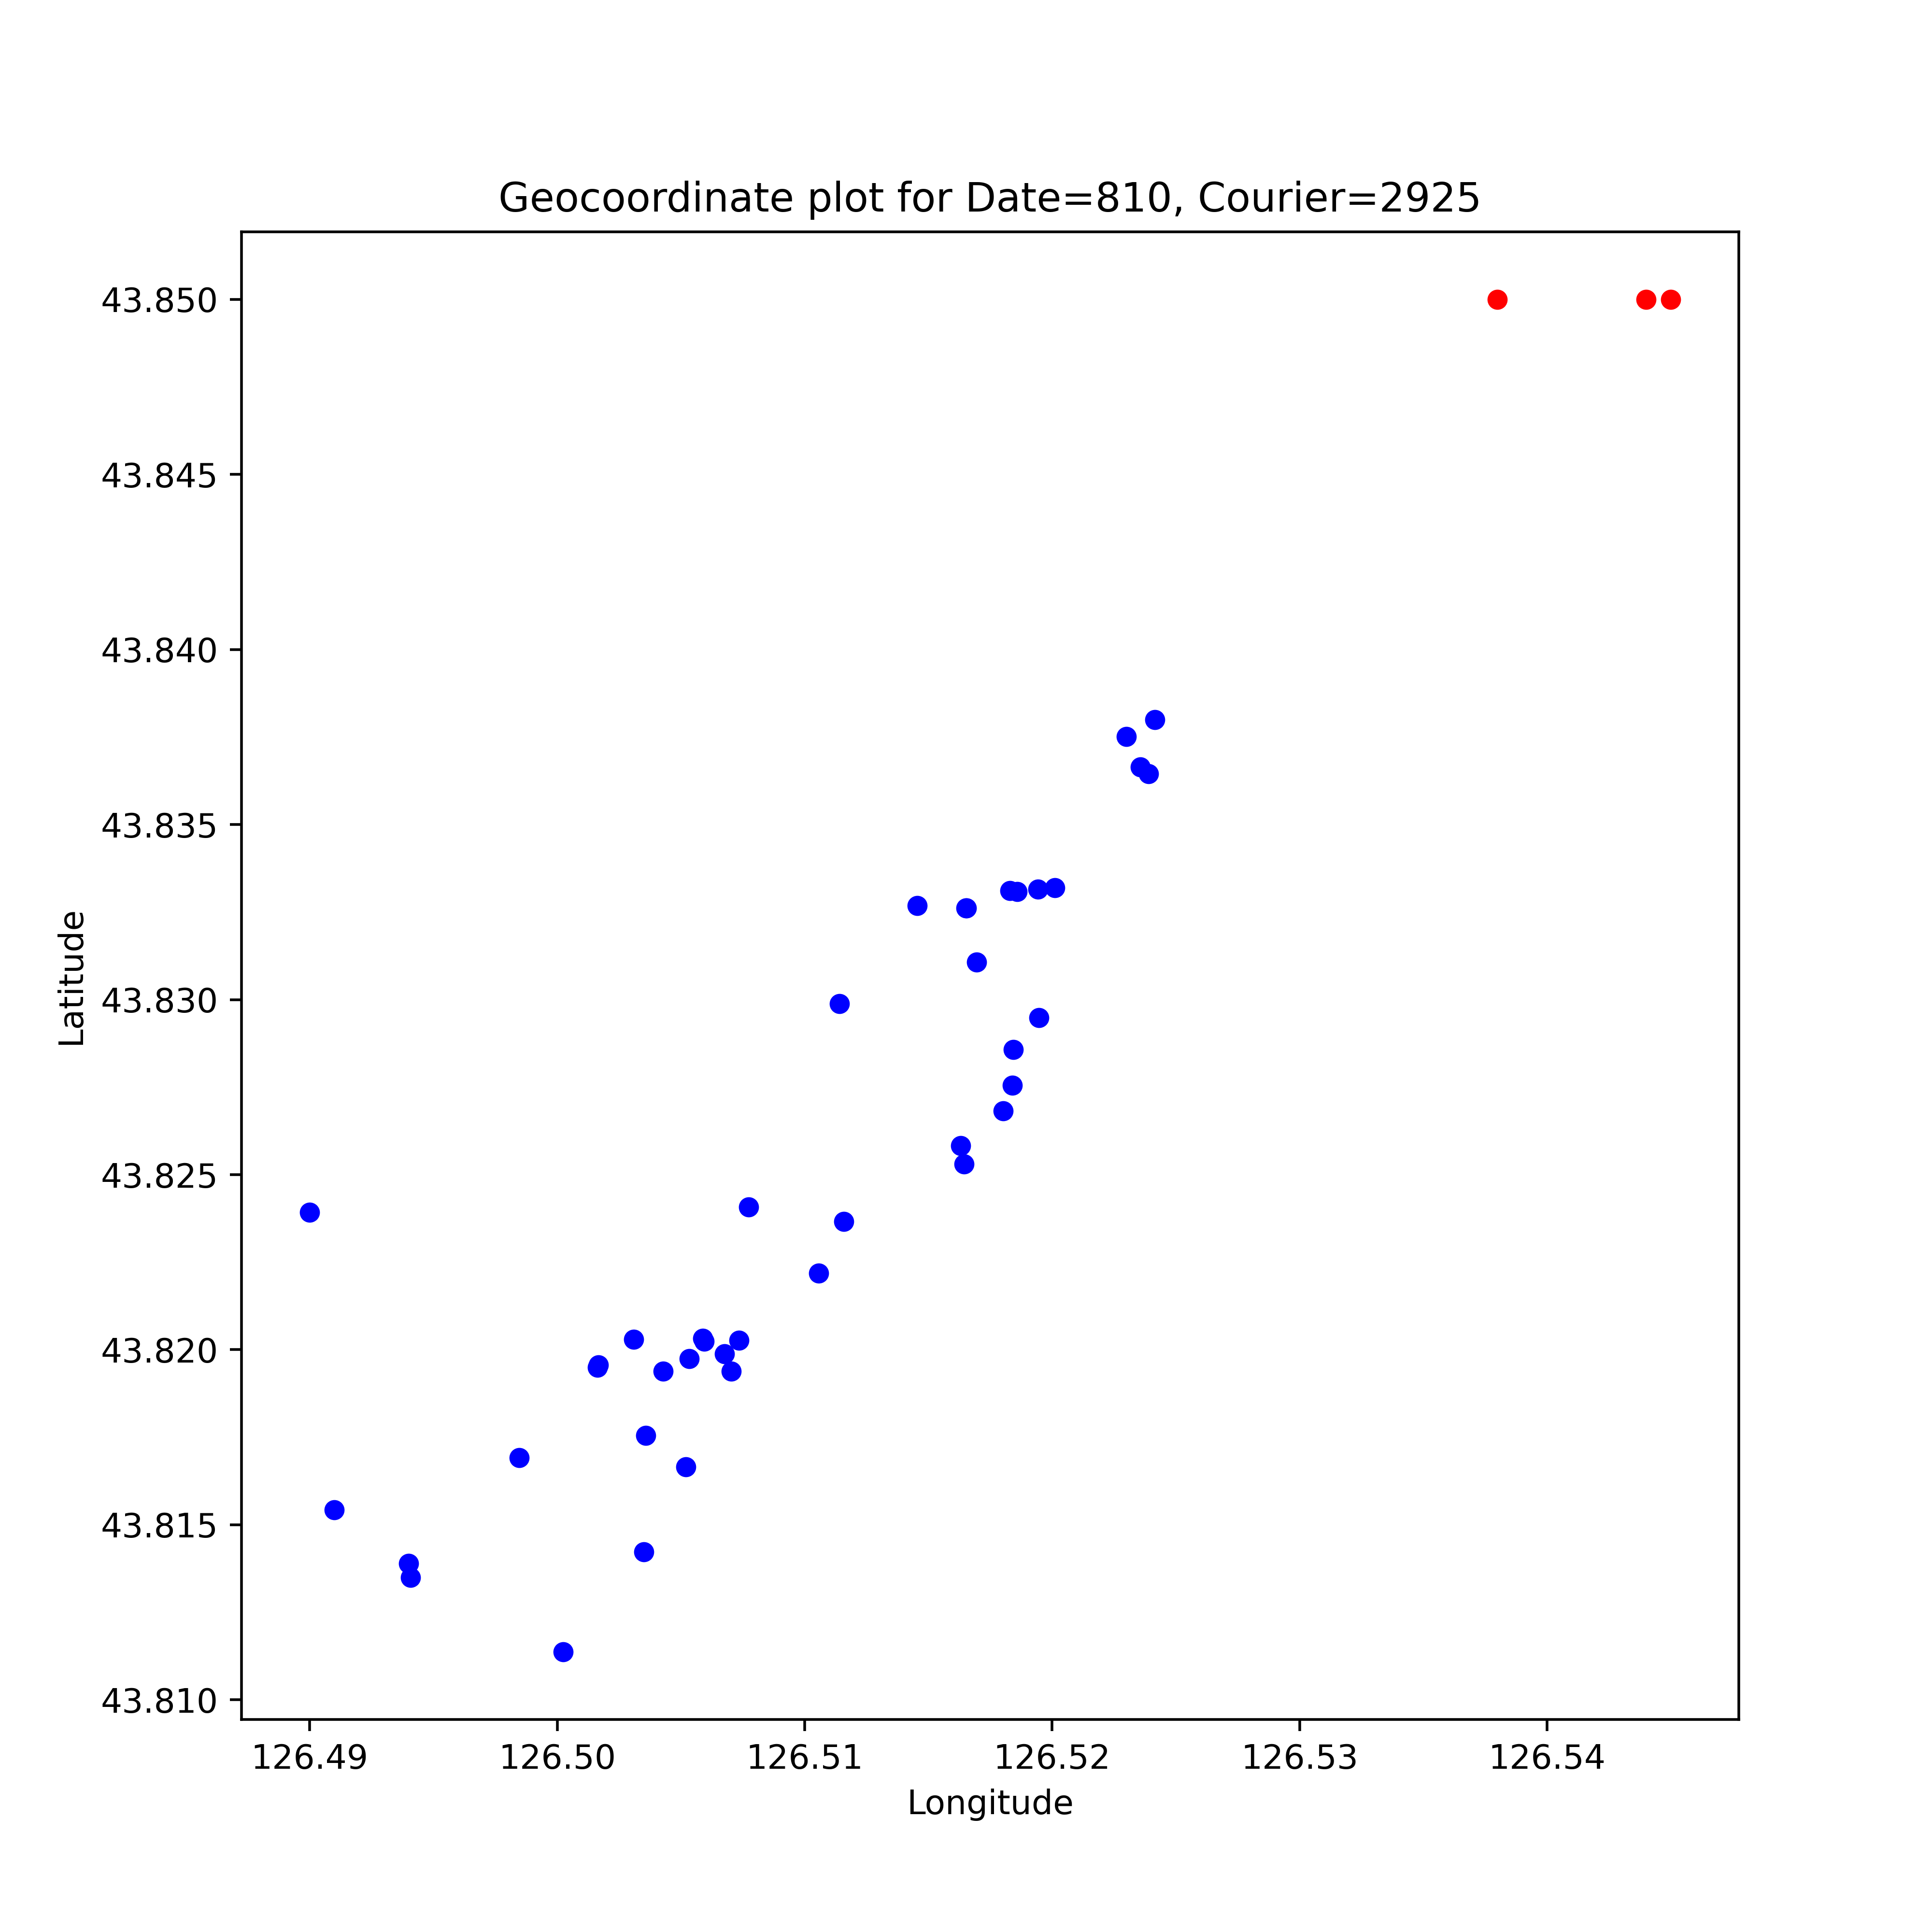 Geocoordinate plot for Date=810, Courier=2925
43.850
43.845
43.840
43.835
43.830
43.825
43.820
43.815
43.810
Latitude
126.49 126.50 126.51 126.52 126.53 126.54
Longitude